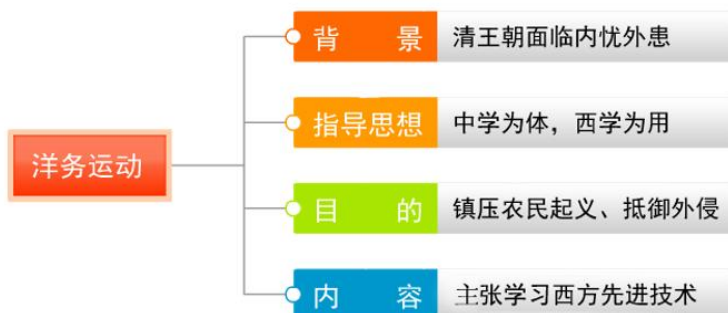 洋务运动
背 景 清王朝面临内忧外患
指导思想 中学为体，西学为用
目 的 镇压农民起义、抵御外侵
内 容 主张学习西方先进技术